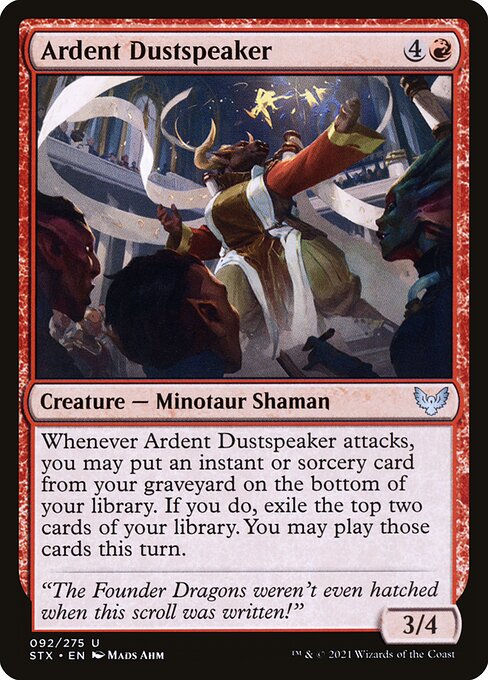 Ardent Dustspeaker 4
Creature — Minotaur Shaman
Whenever Ardent Dustspeaker attacks,
you may put an instant or sorcery card
from your graveyard on the bottom of
your library. If you do, exile the top two
cards of your library. You may play those
cards this turn.
“The Founder Dragons weren’t even hatched
when this scroll was written!”
3/4
092/275 U
STX • EN Mads Ahm
™ & © 2021 Wizards of the Coast